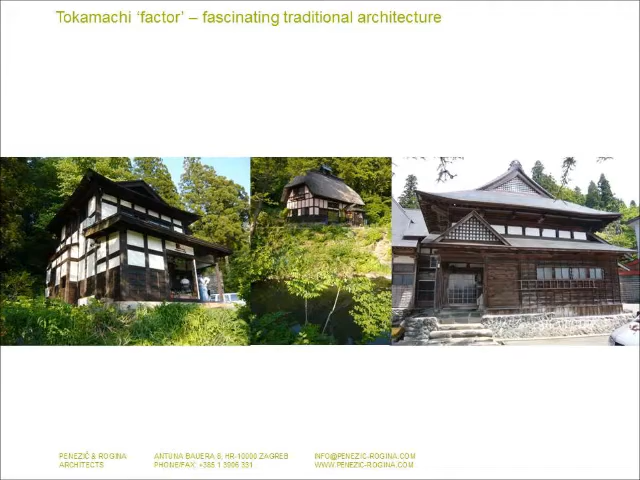 Tokamachi ‘factor’ – fascinating traditional architecture
PENEZIĆ & ROGINA
ARCHITECTS
ANTUNA BAUERA 8, HR-10000 ZAGREB
PHONE/FAX: +385 1 3906 331
INFO@PENEZIC-ROGINA.COM
WWW.PENEZIC-ROGINA.COM